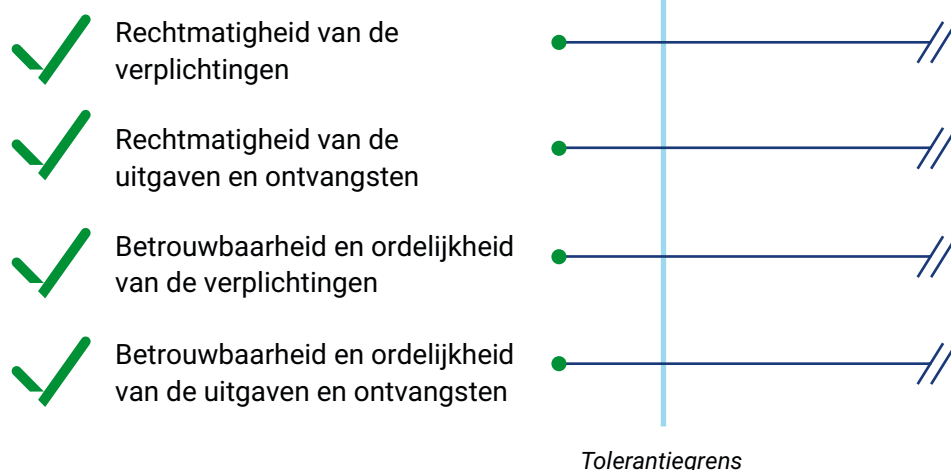 Rechtmatigheid van de
verplichtingen
Rechtmatigheid van de
uitgaven en ontvangsten
Betrouwbaarheid en ordelijkheid
van de verplichtingen
Betrouwbaarheid en ordelijkheid
van de uitgaven en ontvangsten
Tolerantiegrens